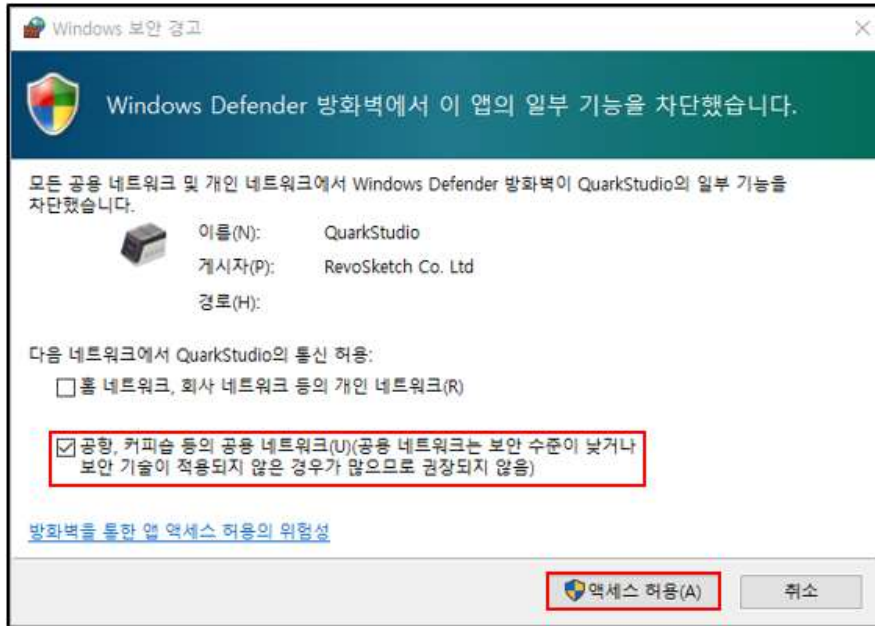 Windows 보안 경고
Windows Defender 방화벽에서 이 앱의 일부 기능을 차단했습니다.
모든 공용 네트워크 및 개인 네트워크에서 Windows Defender 방화벽이 QuarkStudio의 일부 기능을
차단했습니다.
이름(N): QuarkStudio
게시자(P): RevoSketch Co. Ltd
경로(H):
다음 네트워크에서 QuarkStudio의 통신 허용:
홈 네트워크, 회사 네트워크 등의 개인 네트워크(R)
공항, 커피숍 등의 공용 네트워크(U)(공용 네트워크는 보안 수준이 낮거나
보안 기술이 적용되지 않은 경우가 많으므로 권장되지 않음)
방화벽을 통한 앱 액세스 허용의 위험성
액세스 허용(A) 취소